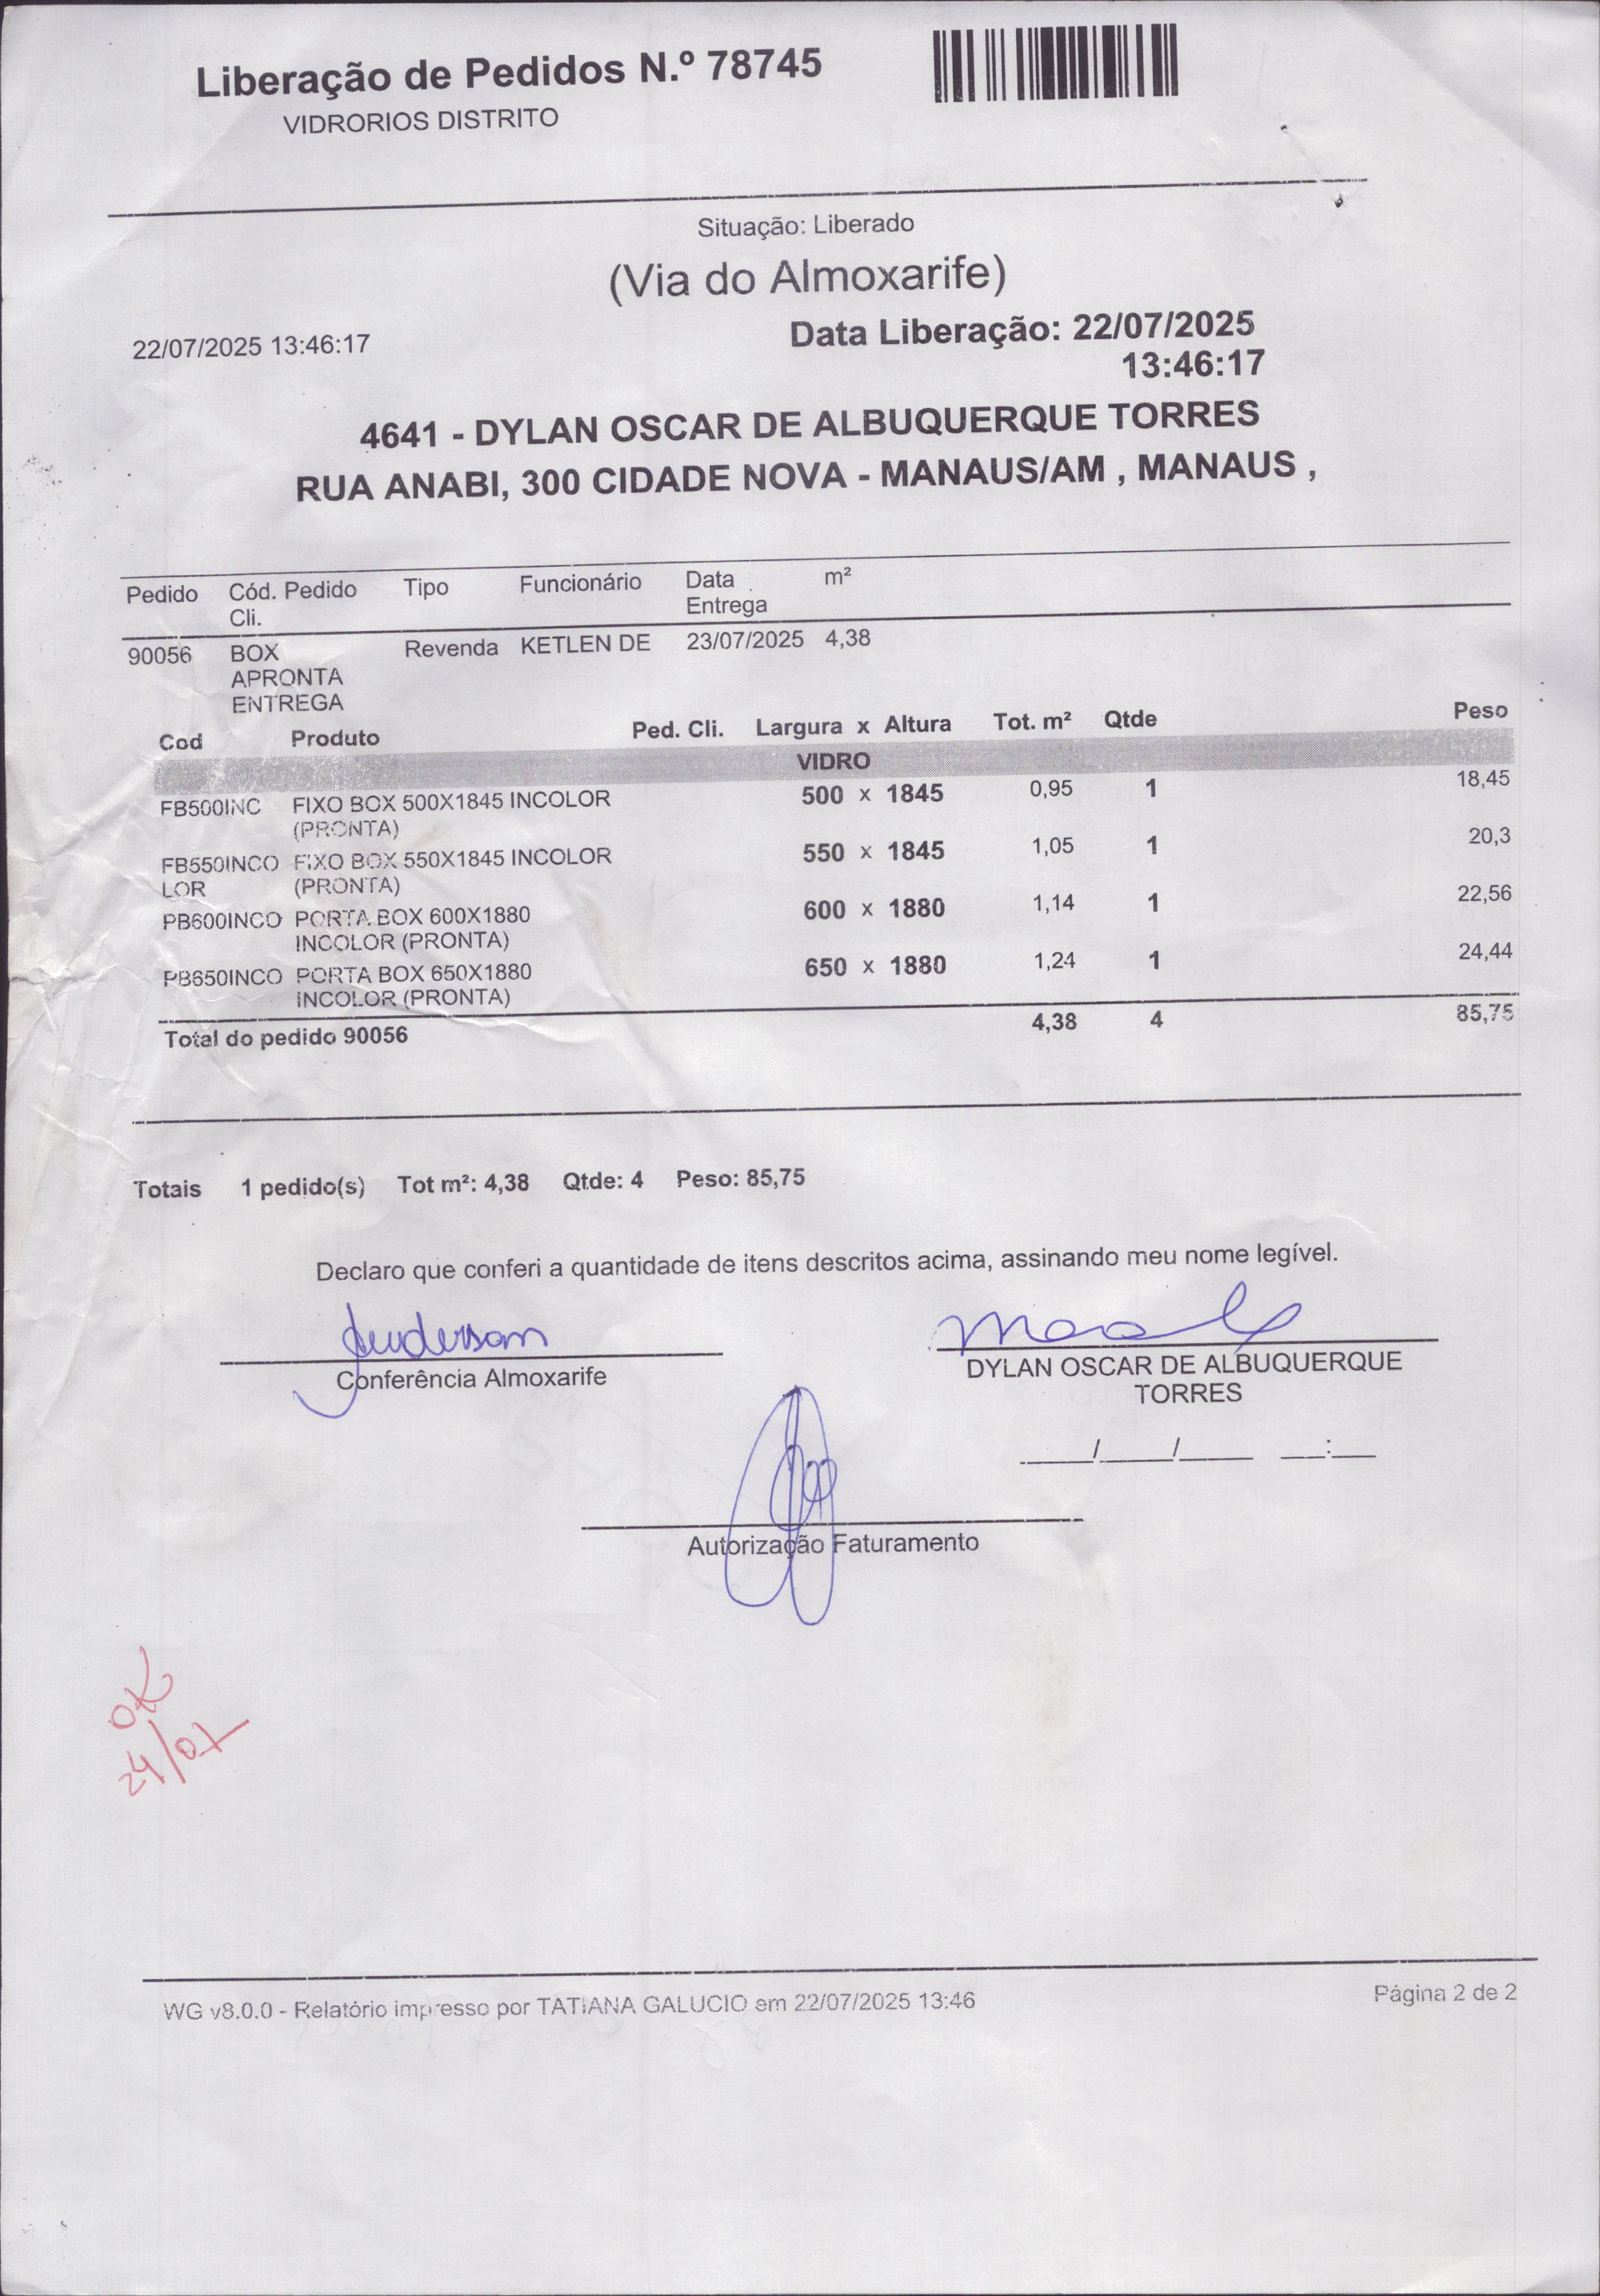 Liberação de Pedidos N.º 78745
VIDRORIOS DISTRITO
Situação: Liberado
(Via do Almoxarife)
22/07/2025 13:46:17
Data Liberação: 22/07/2025
13:46:17
4641 - DYLAN OSCAR DE ALBUQUERQUE TORRES
RUA ANABI, 300 CIDADE NOVA - MANAUS/AM , MANAUS ,
Pedido Cód. Pedido Tipo Funcionário Data m²
Cli. Entrega
90056 BOX Revenda KETLEN DE 23/07/2025 4,38
APRONTA
ENTREGA
Cod Produto Ped. Cli. Largura x Altura Tot. m² Qtde Peso
VIDRO
FB500INC FIXO BOX 500X1845 INCOLOR 500 x 1845 0,95 1 18,45
(PRONTA)
FB550INCO FIXO BOX 550X1845 INCOLOR 550 x 1845 1,05 1 20,3
LOR (PRONTA)
PB600INCO PORTA BOX 600X1880 600 x 1880 1,14 1 22,56
INCOLOR (PRONTA)
PB650INCO PORTA BOX 650X1880 650 x 1880 1,24 1 24,44
INCOLOR (PRONTA)
Total do pedido 90056 4,38 4 85,75
Totais 1 pedido(s) Tot m²: 4,38 Qtde: 4 Peso: 85,75
Declaro que conferi a quantidade de itens descritos acima, assinando meu nome legível.
Conferência Almoxarife
DYLAN OSCAR DE ALBUQUERQUE
TORRES
____/____/____ __:__
Autorização Faturamento
OK
24/07
WG v8.0.0 - Relatório impresso por TATIANA GALUCIO em 22/07/2025 13:46
Página 2 de 2